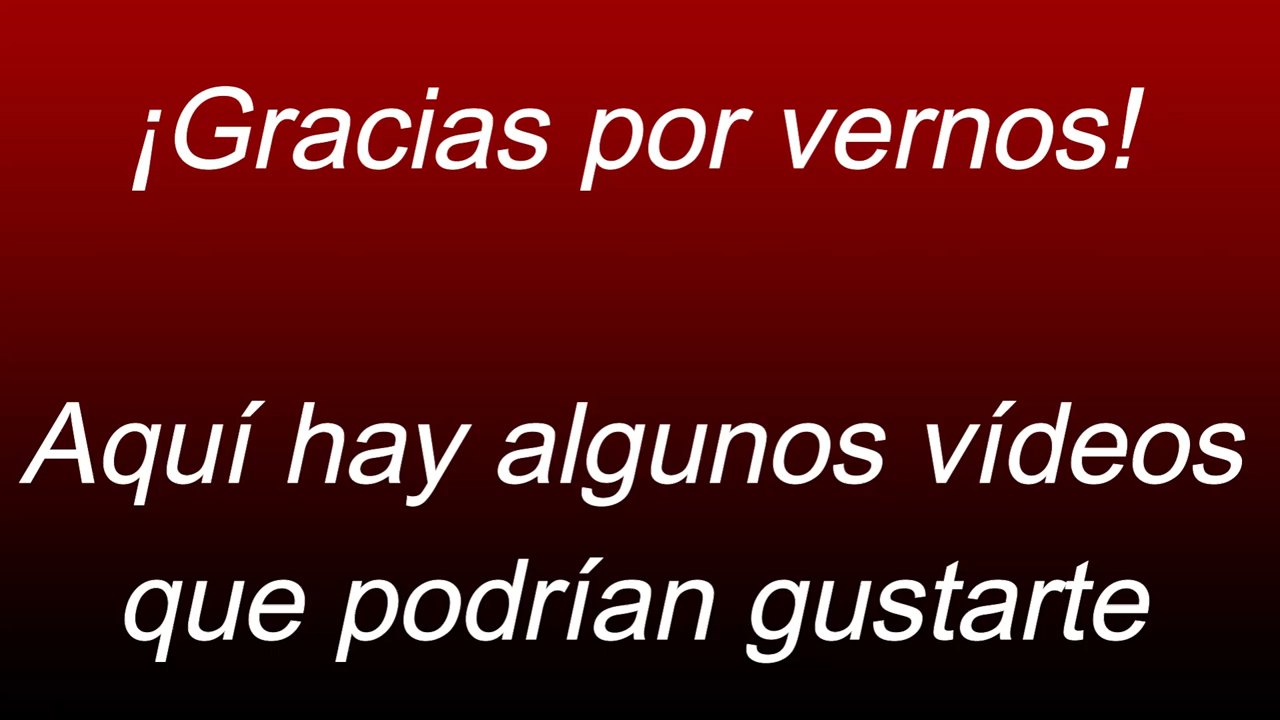 ¡Gracias por vernos!
Aquí hay algunos vídeos
que podrían gustarte